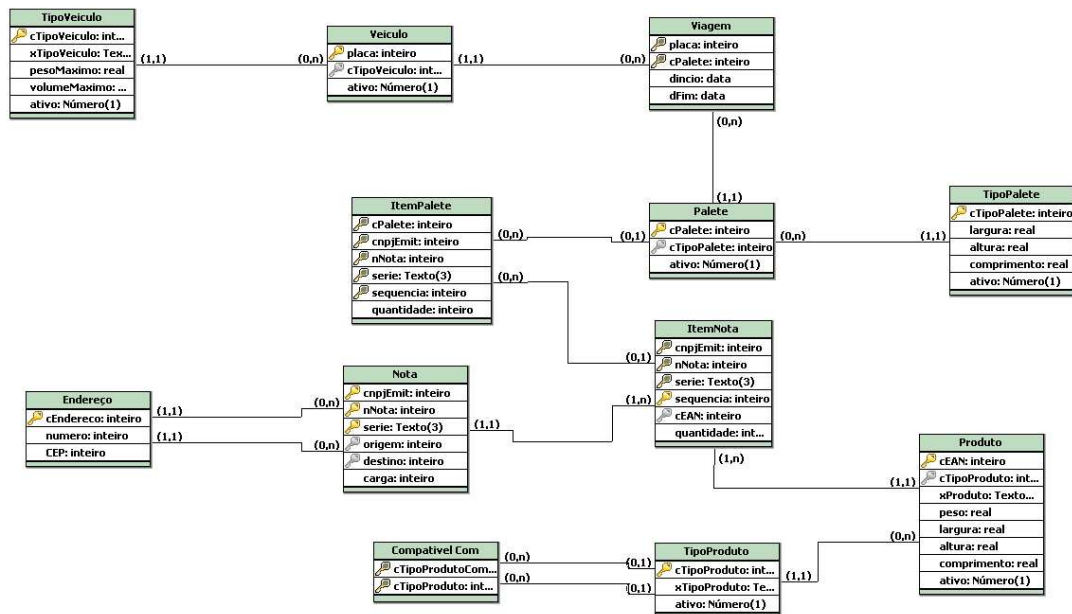 TipoVeiculo
cTipoVeiculo: int...
xTipoVeiculo: Tex...
pesoMaximo: real
volumeMaximo: ...
ativo: Número(1)
(1,1)
(0,n)
Veiculo
placa: inteiro
cTipoVeiculo: int...
ativo: Número(1)
(1,1)
(0,n)
Viagem
placa: inteiro
cPalete: inteiro
dincio: data
dFim: data
(0,n)
(1,1)
ItemPalete
cPalete: inteiro
cnpjEmit: inteiro
nNota: inteiro
serie: Texto(3)
sequencia: inteiro
quantidade: inteiro
(0,n)
(0,1)
(0,n)
(0,1)
Palete
cPalete: inteiro
cTipoPalete: inteiro
ativo: Número(1)
(0,n)
(1,1)
TipoPalete
cTipoPalete: inteiro
largura: real
altura: real
comprimento: real
ativo: Número(1)
ItemNota
cnpjEmit: inteiro
nNota: inteiro
serie: Texto(3)
sequencia: inteiro
cEAN: inteiro
quantidade: int...
(1,n)
(1,n)
(1,1)
Endereço
cEndereco: inteiro
numero: inteiro
CEP: inteiro
(1,1)
(0,n)
(1,1)
(0,n)
Nota
cnpjEmit: inteiro
nNota: inteiro
serie: Texto(3)
origem: inteiro
destino: inteiro
carga: inteiro
(1,1)
Produto
cEAN: inteiro
cTipoProduto: int...
xProduto: Texto...
peso: real
largura: real
altura: real
comprimento: real
ativo: Número(1)
(0,n)
Compativel Com
cTipoProdutoCom...
cTipoProduto: int...
(0,n)
(0,1)
(0,n)
(0,1)
TipoProduto
cTipoProduto: int...
xTipoProduto: Te...
ativo: Número(1)
(1,1)